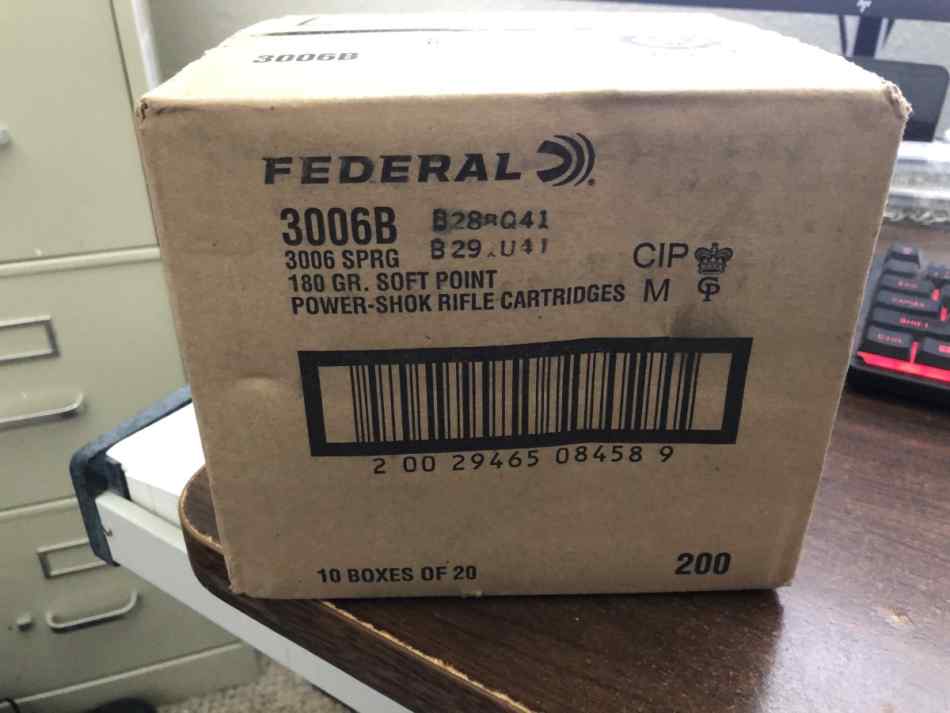 3006B
FEDERAL
3006B
3006 SPRG
180 GR. SOFT POINT
POWER-SHOK RIFLE CARTRIDGES
CIP
M
2 00 29465 08458 9
10 BOXES OF 20
200